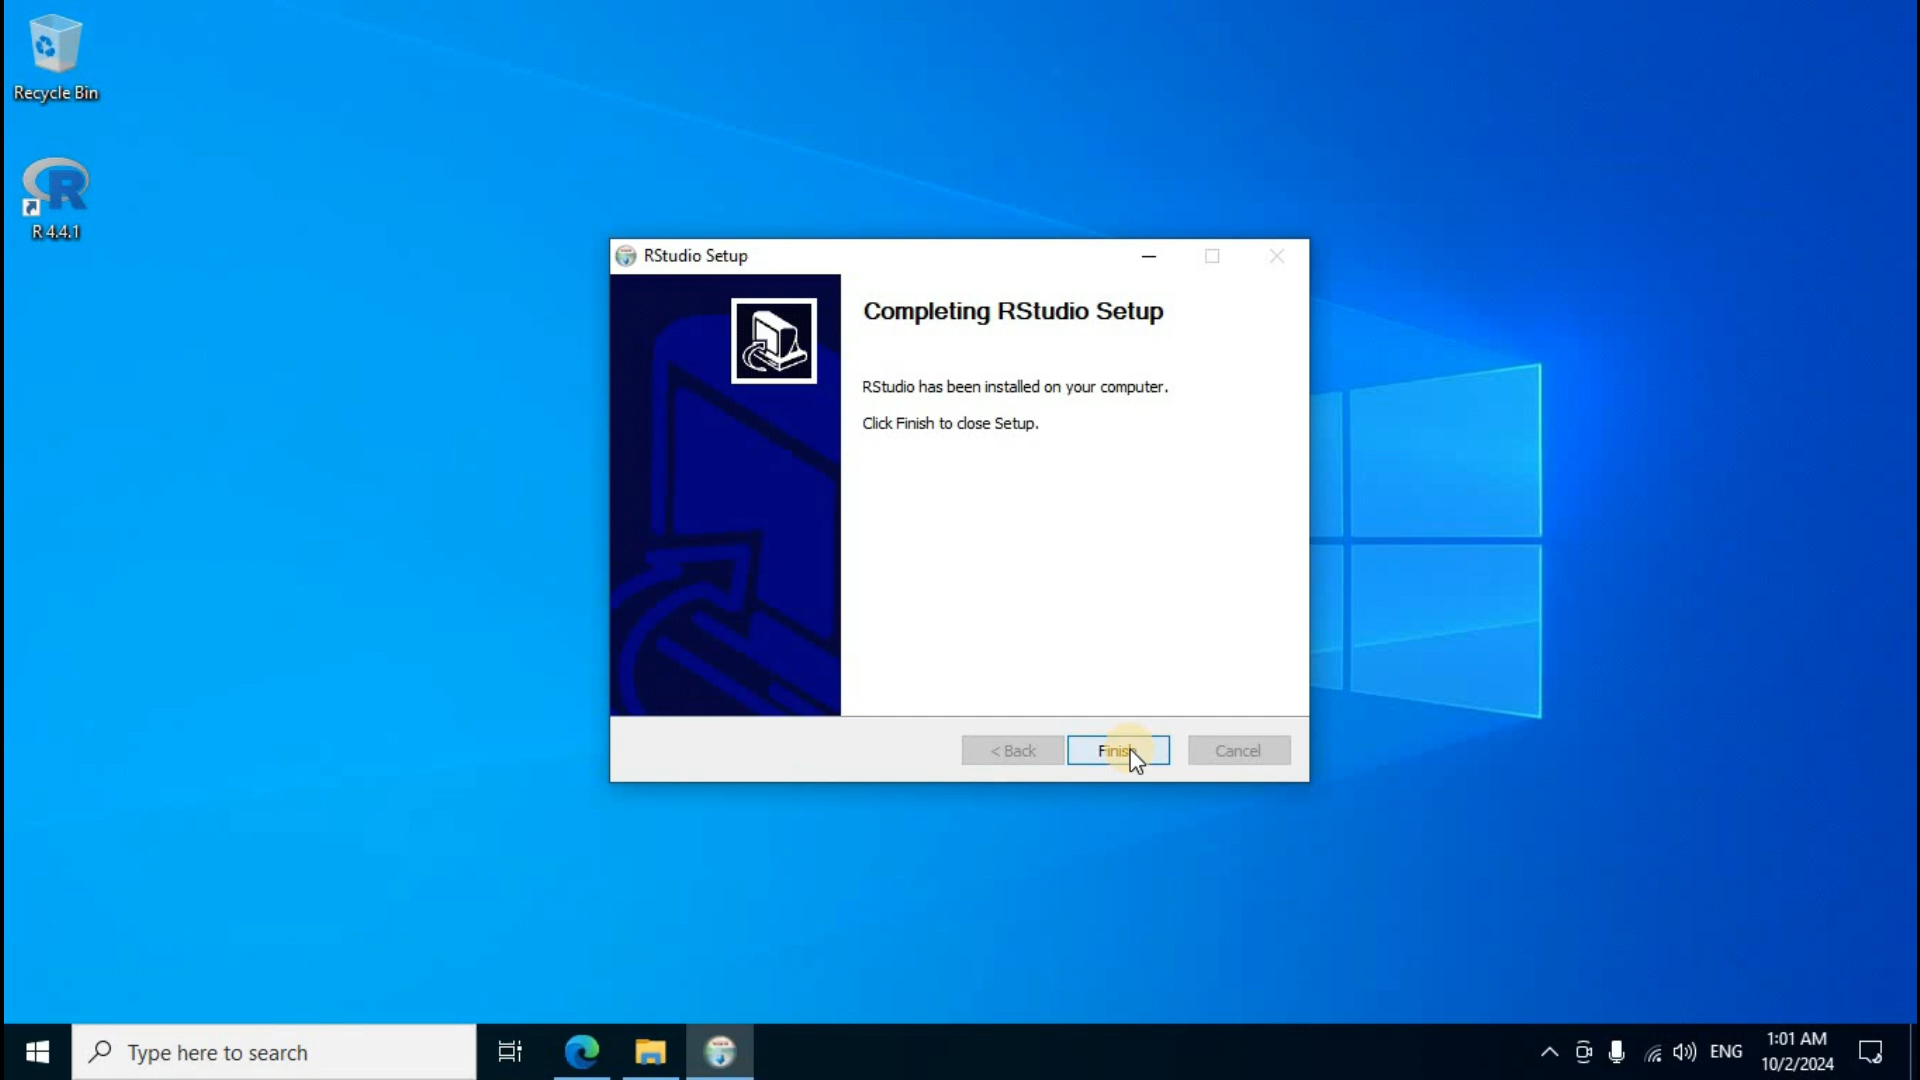 Recycle Bin
R 4.4.1
RStudio Setup
Completing RStudio Setup
RStudio has been installed on your computer.
Click Finish to close Setup.
< Back
Finish
Cancel
Type here to search
ENG
1:01 AM
10/2/2024